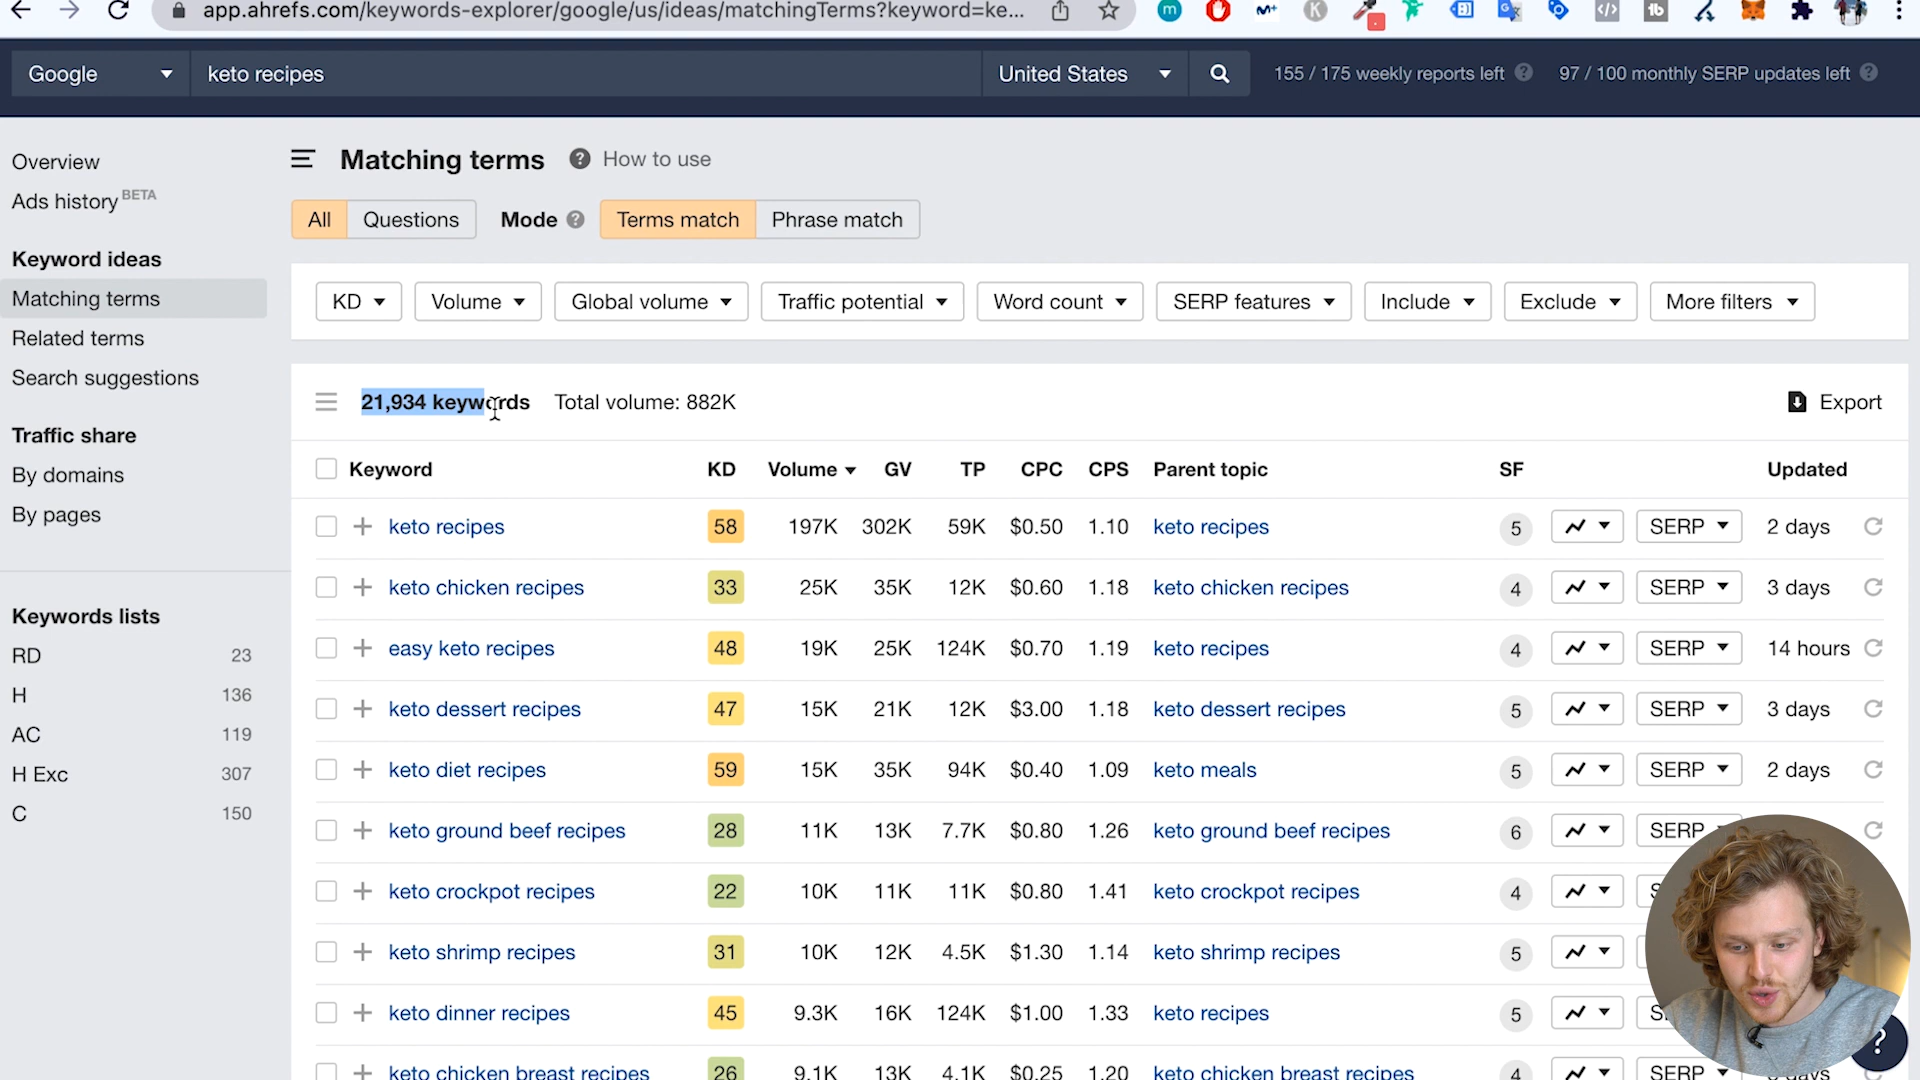 app.ahrefs.com/keywords-explorer/google/us/ideas/matchingTerms?keyword=ke...
Google keto recipes United States 155 / 175 weekly reports left 97 / 100 monthly SERP updates left
Overview
Ads history BETA
Keyword ideas
Matching terms
Related terms
Search suggestions
Traffic share
By domains
By pages
Keywords lists
RD 23
H 136
AC 119
H Exc 307
C 150
Matching terms ? How to use
All Questions Mode ? Terms match Phrase match
KD Volume Global volume Traffic potential Word count SERP features Include Exclude More filters
21,934 keywords Total volume: 882K Export
Keyword KD Volume GV TP CPC CPS Parent topic SF Updated
keto recipes 58 197K 302K 59K $0.50 1.10 keto recipes 5 SERP 2 days
keto chicken recipes 33 25K 35K 12K $0.60 1.18 keto chicken recipes 4 SERP 3 days
easy keto recipes 48 19K 25K 124K $0.70 1.19 keto recipes 4 SERP 14 hours
keto dessert recipes 47 15K 21K 12K $3.00 1.18 keto dessert recipes 5 SERP 3 days
keto diet recipes 59 15K 35K 94K $0.40 1.09 keto meals 5 SERP 2 days
keto ground beef recipes 28 11K 13K 7.7K $0.80 1.26 keto ground beef recipes 6 SERP
keto crockpot recipes 22 10K 11K 11K $0.80 1.41 keto crockpot recipes 4
keto shrimp recipes 31 10K 12K 4.5K $1.30 1.14 keto shrimp recipes 5
keto dinner recipes 45 9.3K 16K 124K $1.00 1.33 keto recipes 5
keto chicken breast recipes 26 9.1K 13K 4.1K $0.25 1.20 keto chicken breast recipes 4 SERP days
?